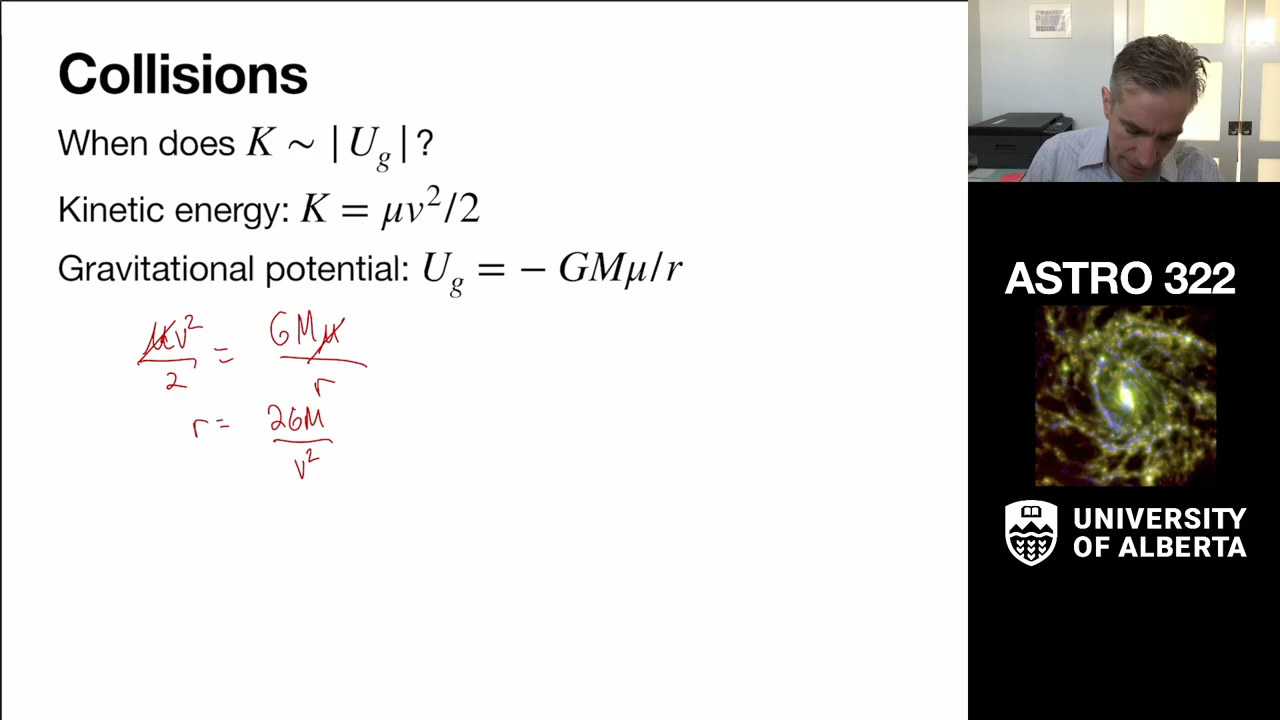 Collisions
When does K ∼ |U_g|?
Kinetic energy: K = μv²/2
Gravitational potential: U_g = − GMμ/r
μv²/2 = GMμ/r
r = 2GM/v²
ASTRO 322
UNIVERSITY
OF ALBERTA